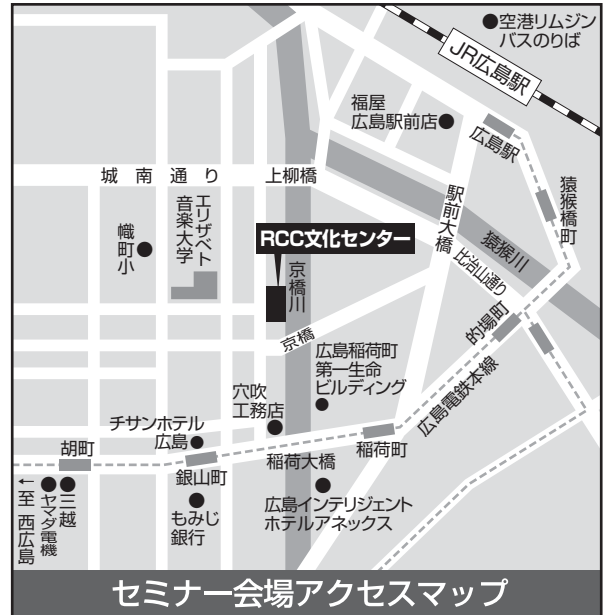 空港リムジン
バスのりば
JR広島駅
福屋
広島駅前店
広島駅
猿猴橋町
城南通り
上柳橋
駅前大橋
猿猴川
比治山通り
幟町小
エリザベト
音楽大学
RCC文化センター
京橋川
京橋
的場町
広島電鉄本線
広島稲荷町
第一生命
ビルディング
穴吹
工務店
チサンホテル
広島
胡町
銀山町
稲荷大橋
稲荷町
←至 西広島
ヤマダ電機
三越
もみじ
銀行
広島インテリジェント
ホテルアネックス
セミナー会場アクセスマップ